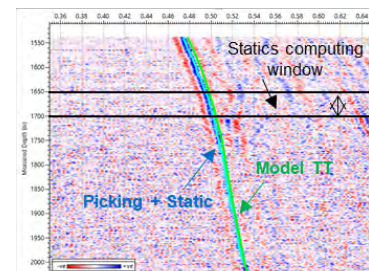 0.36 0.38 0.40 0.42 0.44 0.46 0.48 0.50 0.52 0.54 0.56 0.58 0.60 0.62 0.64
1550
1600
1650
1700
1750
1800
1850
1900
1950
2000
Measured Depth (m)
Statics computing
window
Picking + Static
Model TT
-ve +ve